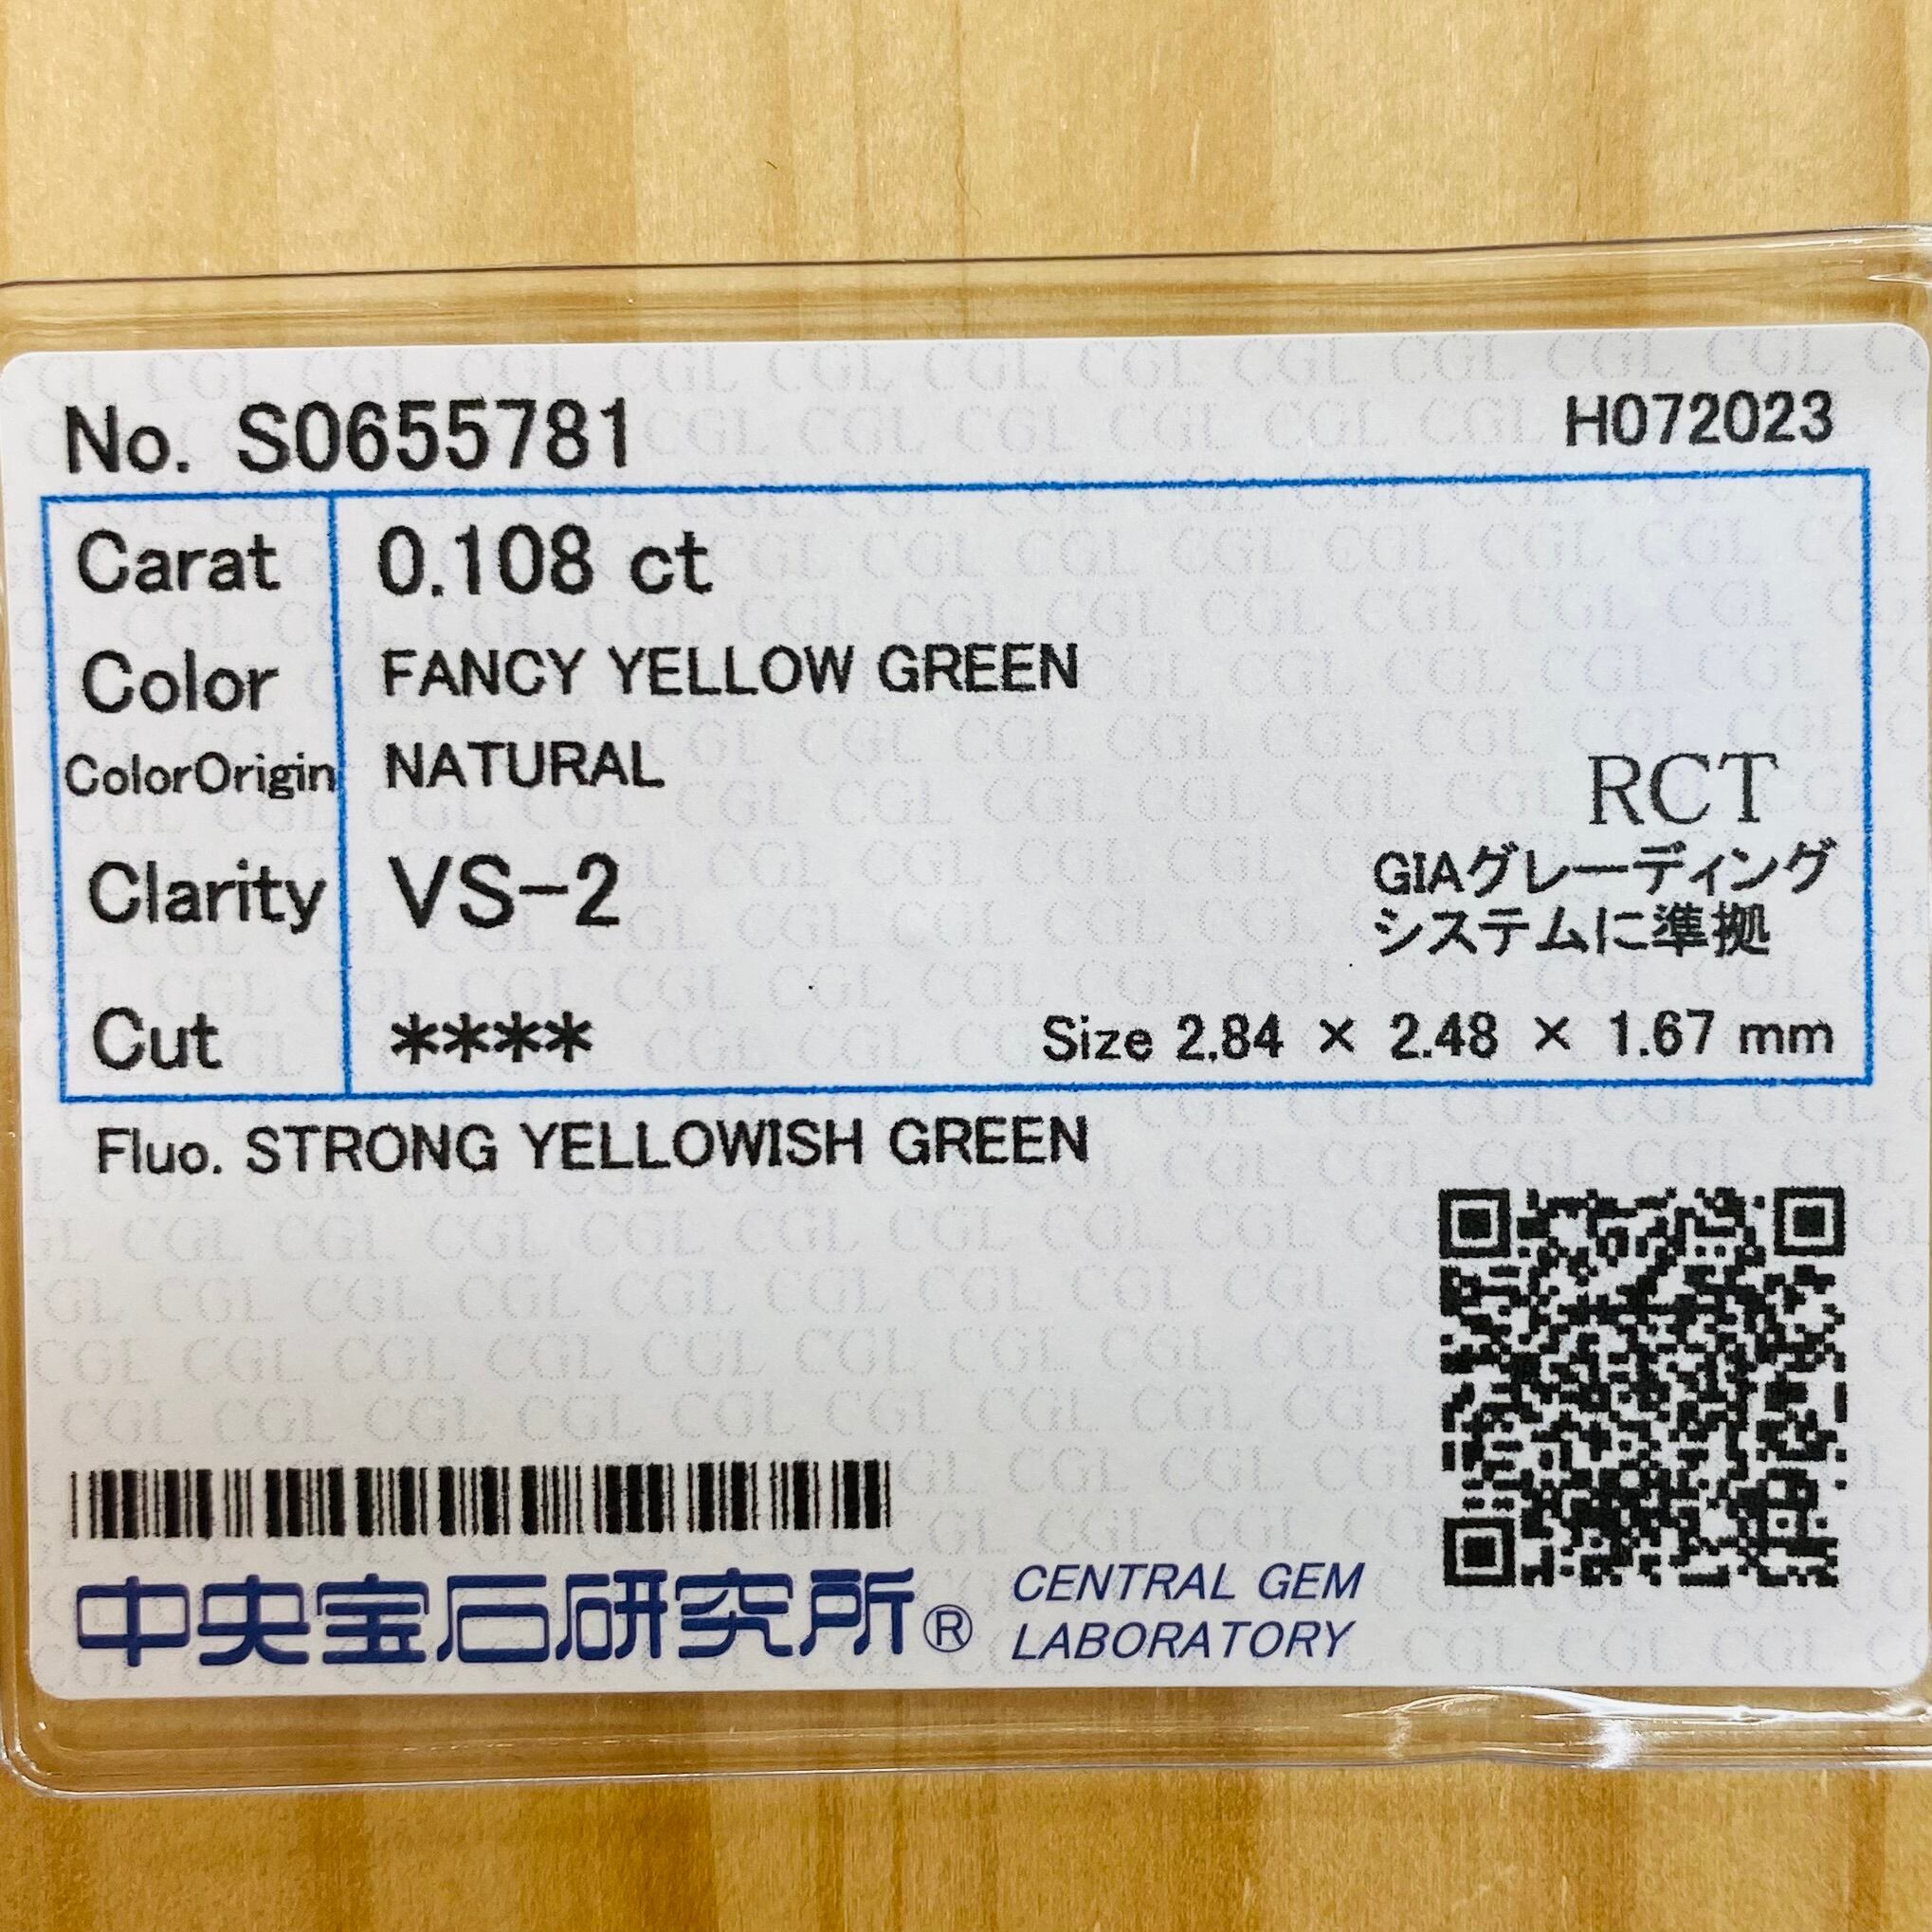 No. S0655781 H072023
Carat 0.108 ct
Color FANCY YELLOW GREEN
ColorOrigin NATURAL
RCT
Clarity VS-2
GIAグレーディング
システムに準拠
Cut **** Size 2.84 × 2.48 × 1.67 mm
Fluo. STRONG YELLOWISH GREEN
中央宝石研究所® CENTRAL GEM
LABORATORY